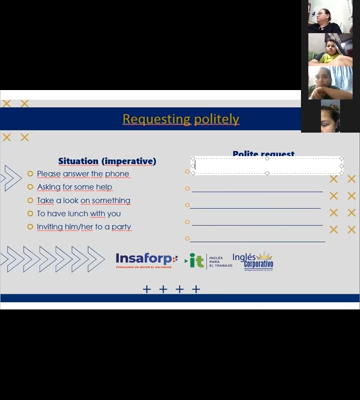 Requesting politely
Situation (imperative)
Please answer the phone
Asking for some help
Take a look on something
To have lunch with you
Inviting him/her to a party
Polite request
Insaforp
it
INGLÉS
PARA
EL TRABAJO
Inglés
Corporativo